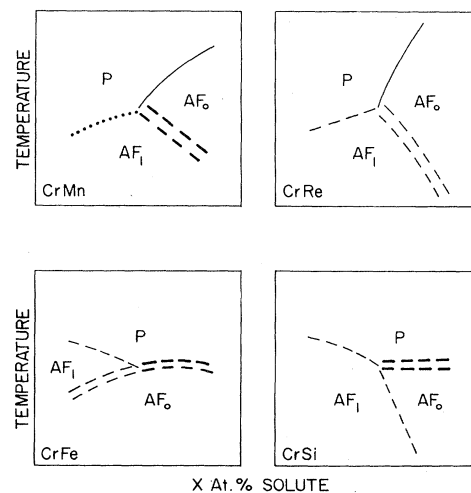 TEMPERATURE
P
AF₀
AF₁
CrMn
P
AF₀
AF₁
CrRe
TEMPERATURE
P
AF₁
AF₀
CrFe
P
AF₁
AF₀
CrSi
X At.% SOLUTE